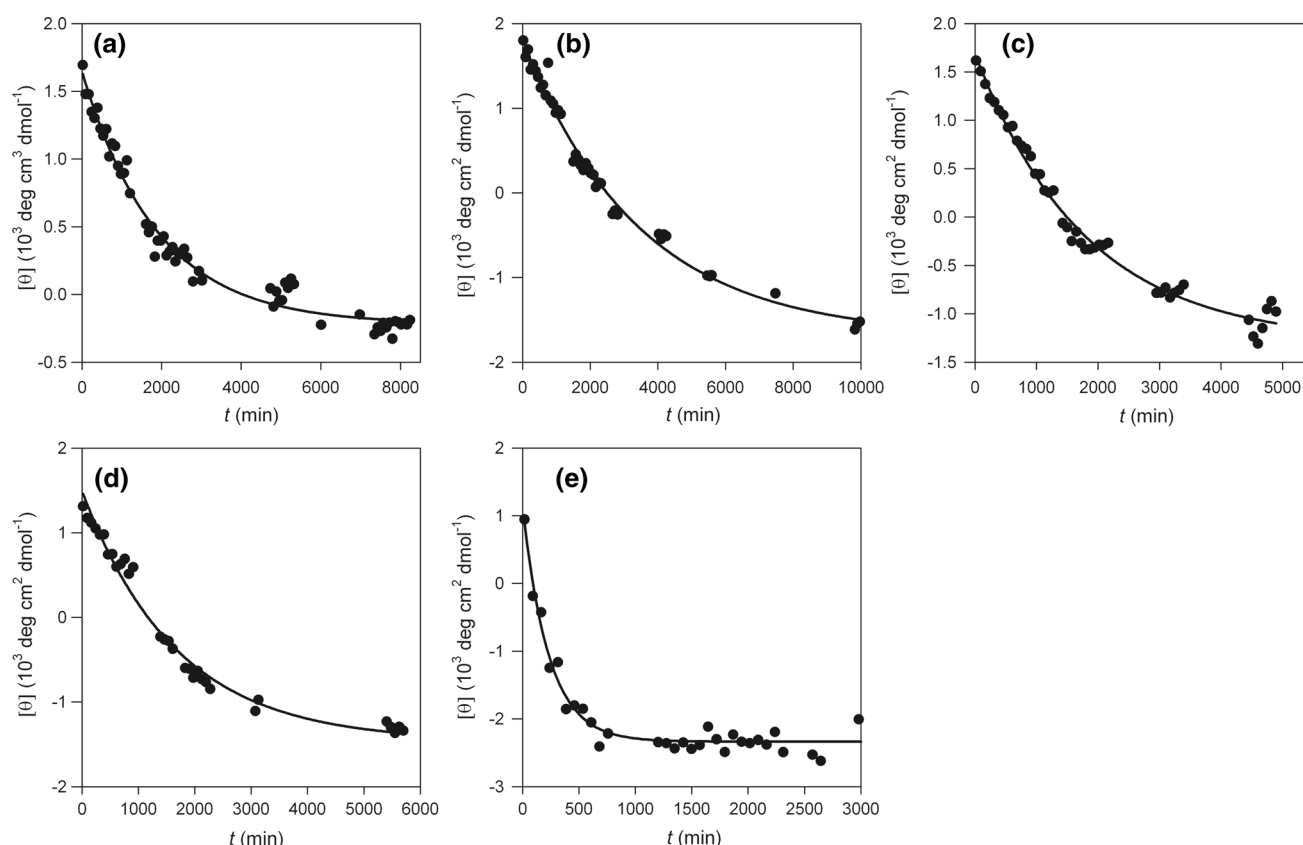 (a)
[θ] (10³ deg cm³ dmol⁻¹)
2.0
1.5
1.0
0.5
0.0
-0.5
0 2000 4000 6000 8000
t (min)
(b)
[θ] (10³ deg cm² dmol⁻¹)
2
1
0
-1
-2
0 2000 4000 6000 8000 10000
t (min)
(c)
[θ] (10³ deg cm² dmol⁻¹)
2.0
1.5
1.0
0.5
0.0
-0.5
-1.0
-1.5
0 1000 2000 3000 4000 5000
t (min)
(d)
[θ] (10³ deg cm² dmol⁻¹)
2
1
0
-1
-2
0 1000 2000 3000 4000 5000 6000
t (min)
(e)
[θ] (10³ deg cm² dmol⁻¹)
2
1
0
-1
-2
-3
0 500 1000 1500 2000 2500 3000
t (min)